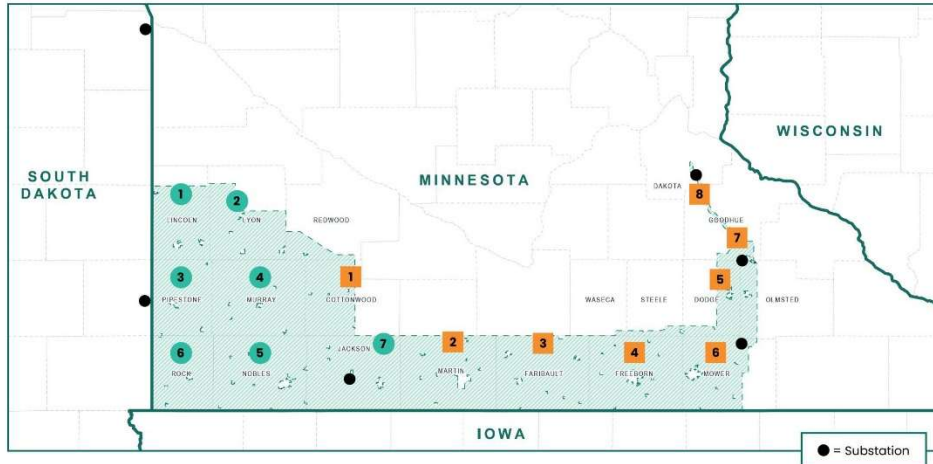 WISCONSIN
SOUTH
DAKOTA
MINNESOTA
DAKOTA
8
1
2
LINCOLN
LYON
REDWOOD
GOODHUE
7
3
4
1
5
PIPESTONE
MURRAY
COTTONWOOD
WASECA
STEELE
DODGE
OLMSTED
6
5
JACKSON
7
2
3
4
6
ROCK
NOBLES
MARTIN
FARIBAULT
FREELBORN
MOWER
IOWA
= Substation